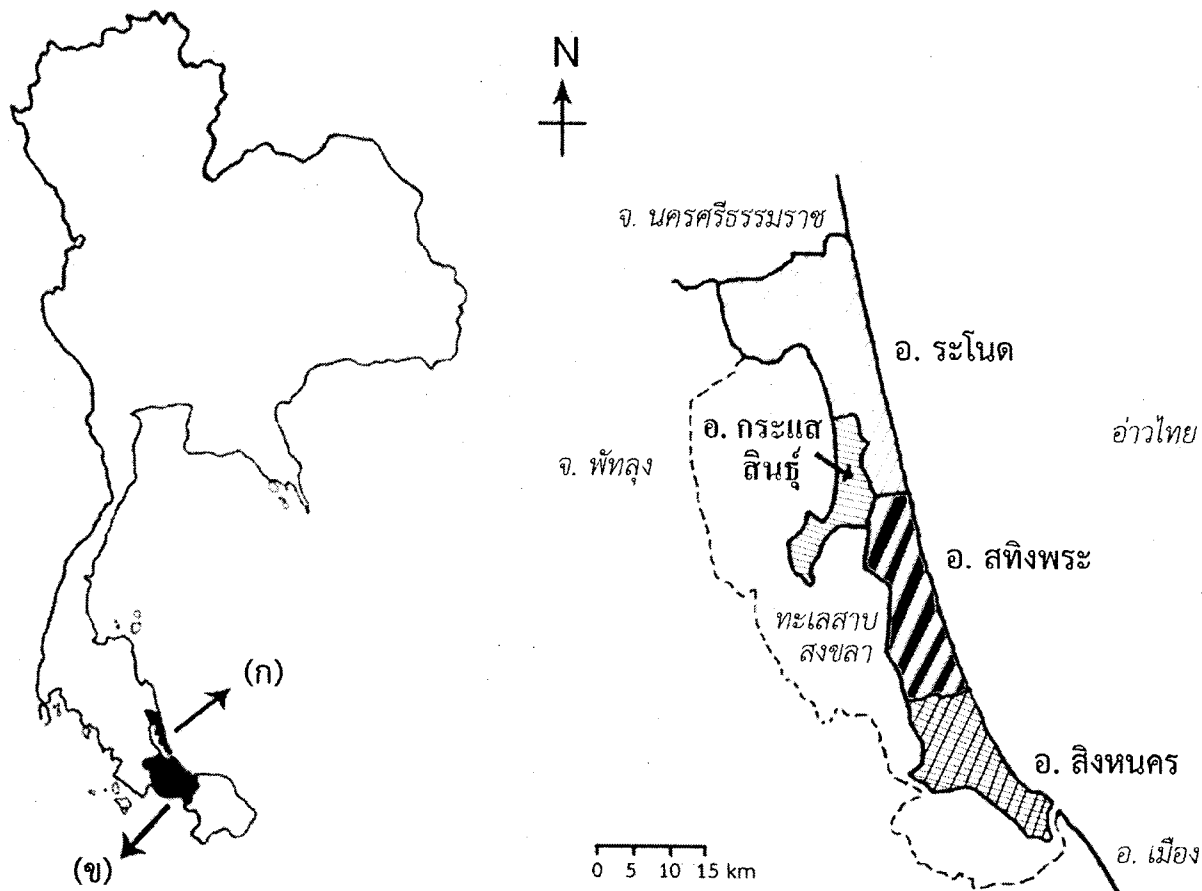 N
จ. นครศรีธรรมราช
อ. ระโนด
อ. กระแส
สินธุ์
อ่าวไทย
จ. พัทลุง
อ. สทิงพระ
ทะเลสาบ
สงขลา
(ก)
อ. สิงหนคร
(ข)
0 5 10 15 km
อ. เมือง